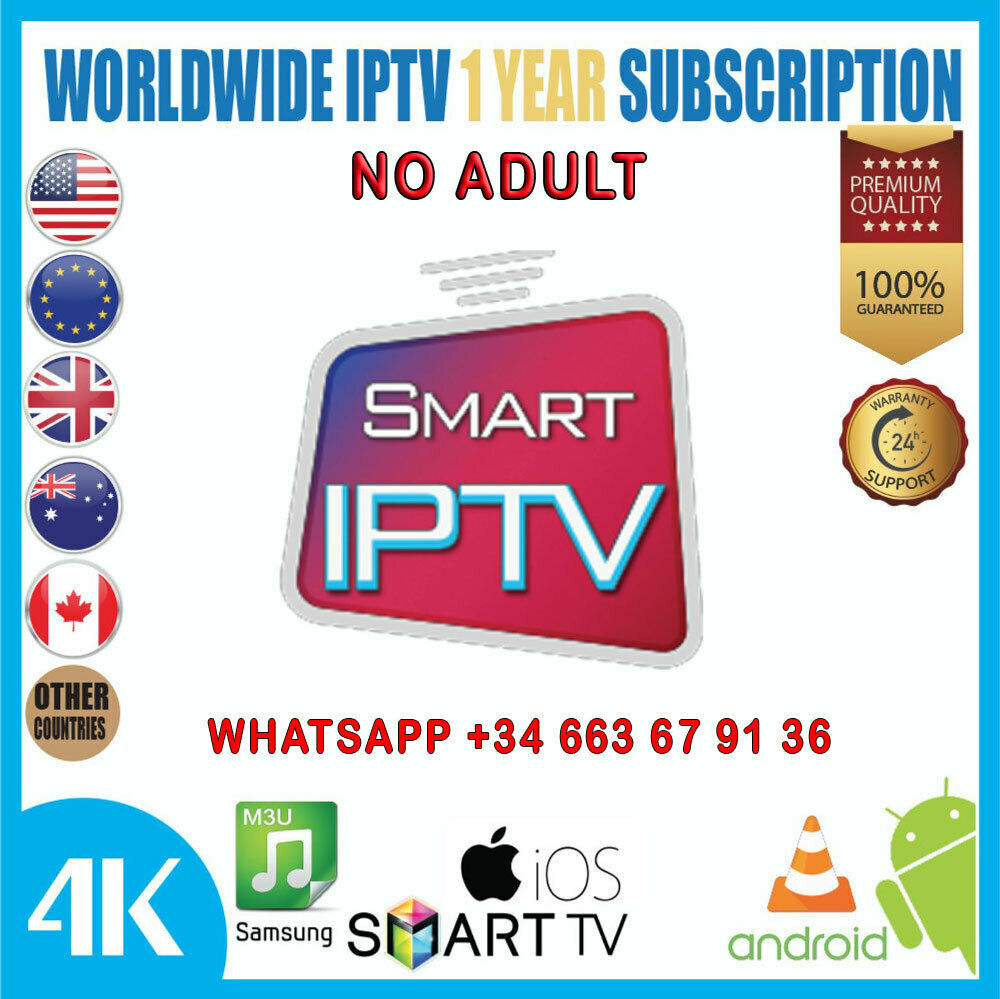 WORLDWIDE IPTV 1 YEAR SUBSCRIPTION
NO ADULT
★★★★★
PREMIUM
QUALITY
★★★★★
100%
GUARANTEED
SMART
IPTV
WARRANTY
24h
SUPPORT
OTHER
COUNTRIES
WHATSAPP +34 663 67 91 36
4K
M3U
Samsung
iOS
SMART TV
android